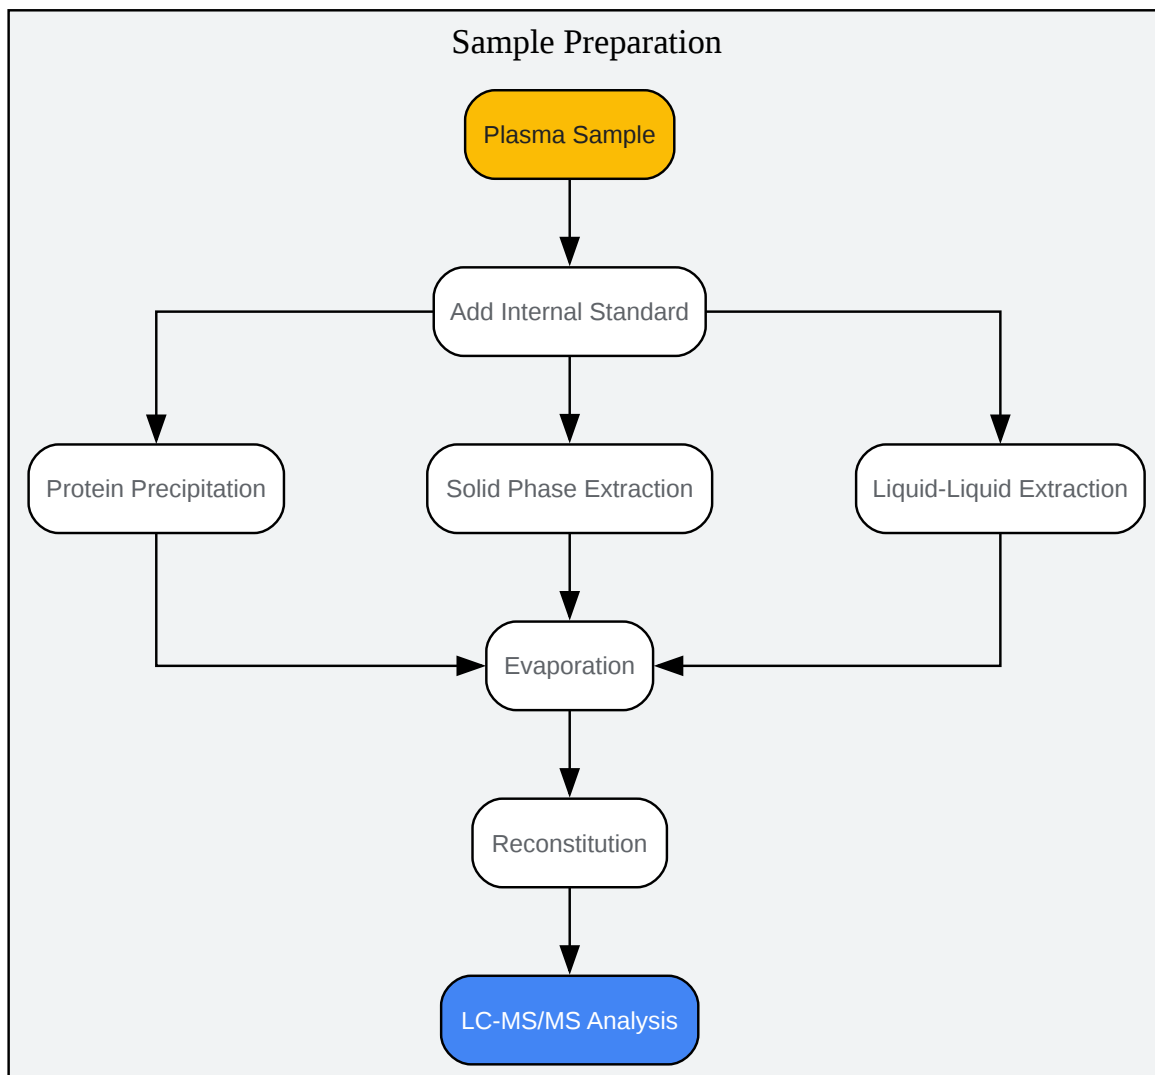 Sample Preparation
Plasma Sample
Add Internal Standard
Protein Precipitation
Solid Phase Extraction
Liquid-Liquid Extraction
Evaporation
Reconstitution
LC-MS/MS Analysis